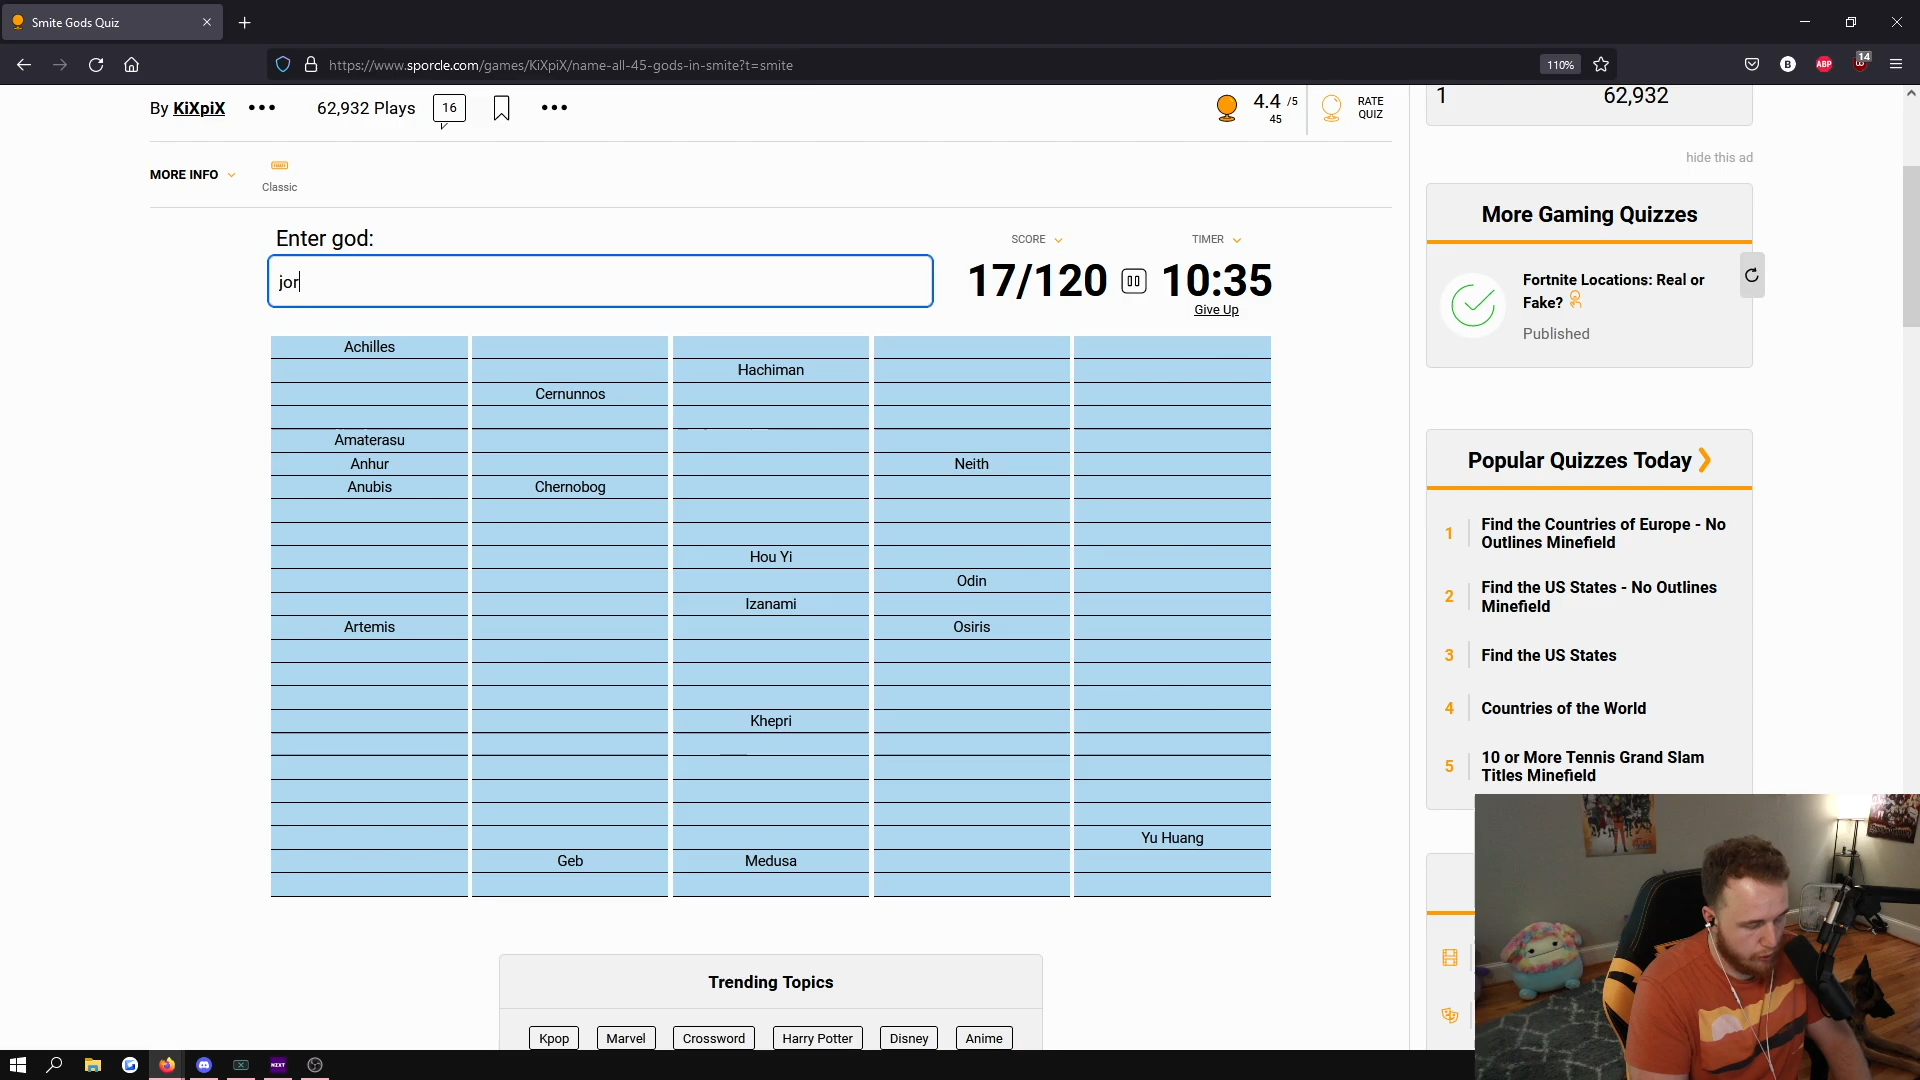 Smite Gods Quiz
https://www.sporcle.com/games/KiXpiX/name-all-45-gods-in-smite?t=smite
110%
B
ABP
14
By KiXpiX
62,932 Plays
16
4.4 /5
45
RATE QUIZ
1 62,932
hide this ad
MORE INFO
Classic
Enter god:
jor
SCORE
17/120
TIMER
10:35
Give Up
Achilles
Hachiman
Cernunnos
Amaterasu
Anhur
Neith
Anubis
Chernobog
Hou Yi
Odin
Izanami
Artemis
Osiris
Khepri
Yu Huang
Geb
Medusa
Trending Topics
Kpop
Marvel
Crossword
Harry Potter
Disney
Anime
More Gaming Quizzes
Fortnite Locations: Real or
Fake?
Published
Popular Quizzes Today
1 Find the Countries of Europe - No
Outlines Minefield
2 Find the US States - No Outlines
Minefield
3 Find the US States
4 Countries of the World
5 10 or More Tennis Grand Slam
Titles Minefield
NZXT